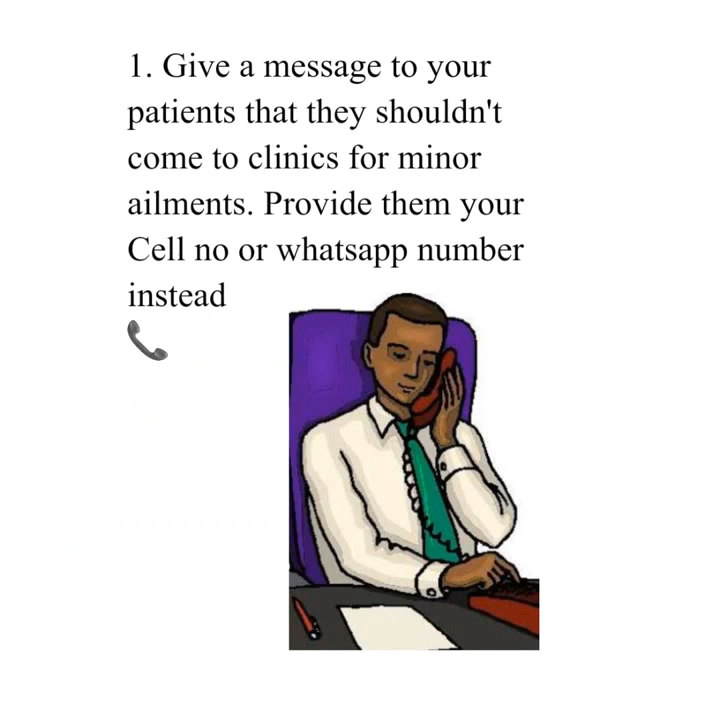 1. Give a message to your
patients that they shouldn't
come to clinics for minor
ailments. Provide them your
Cell no or whatsapp number
instead